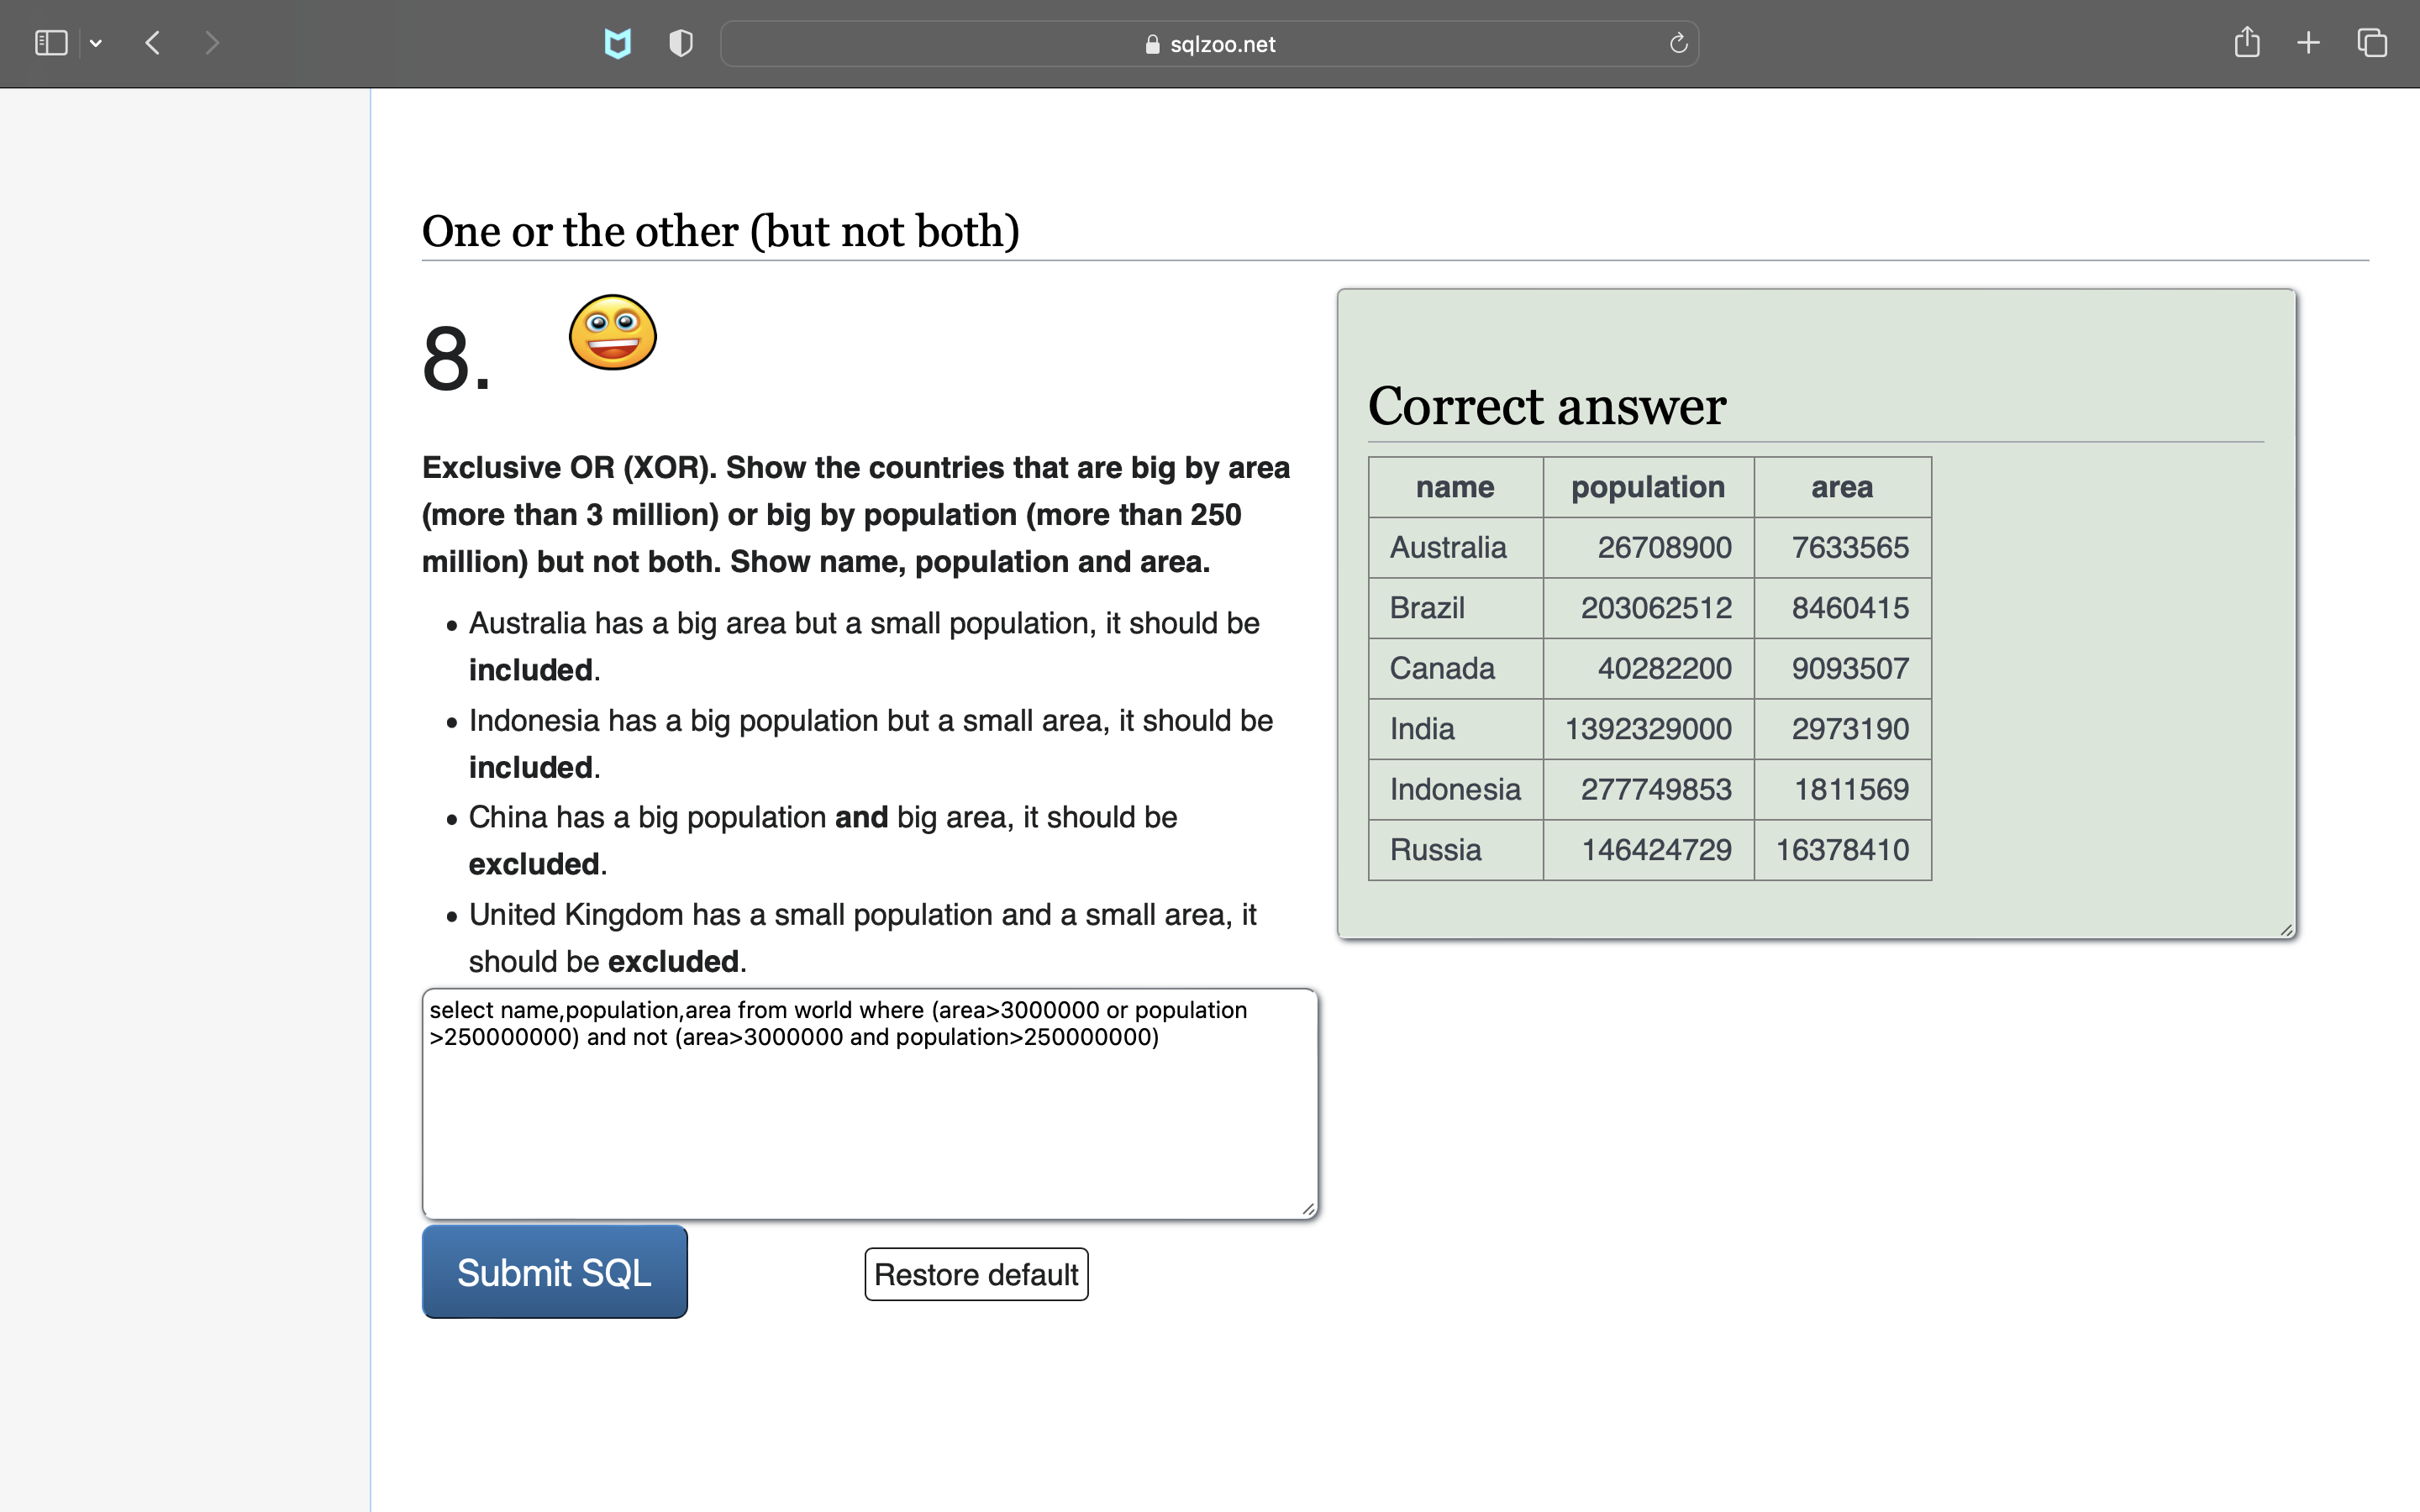 sqlzoo.net
One or the other (but not both)
8.
Exclusive OR (XOR). Show the countries that are big by area
(more than 3 million) or big by population (more than 250
million) but not both. Show name, population and area.
• Australia has a big area but a small population, it should be
included.
• Indonesia has a big population but a small area, it should be
included.
• China has a big population and big area, it should be
excluded.
• United Kingdom has a small population and a small area, it
should be excluded.
select name,population,area from world where (area>3000000 or population
>250000000) and not (area>3000000 and population>250000000)
Submit SQL
Restore default
Correct answer
name population area
Australia 26708900 7633565
Brazil 203062512 8460415
Canada 40282200 9093507
India 1392329000 2973190
Indonesia 277749853 1811569
Russia 146424729 16378410